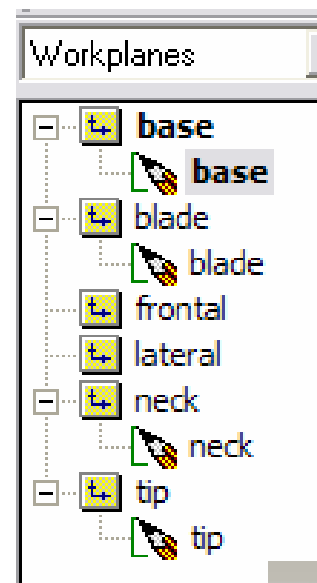 Workplanes
base
base
blade
blade
frontal
lateral
neck
neck
tip
tip